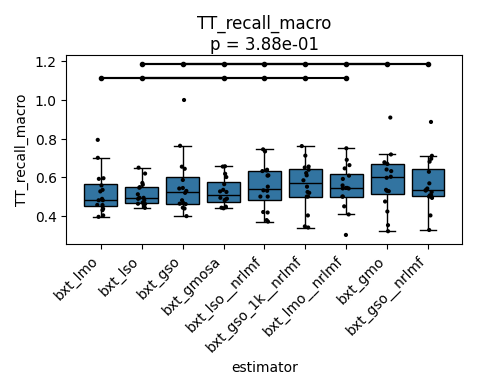 TT_recall_macro
p = 3.88e-01
TT_recall_macro
1.2
1.0
0.8
0.6
0.4
bxt_lmo
bxt_lso
bxt_gso
bxt_gmosa
bxt_lso__nrlmf
bxt_gso_1k__nrlmf
bxt_lmo__nrlmf
bxt_gmo
bxt_gso__nrlmf
estimator